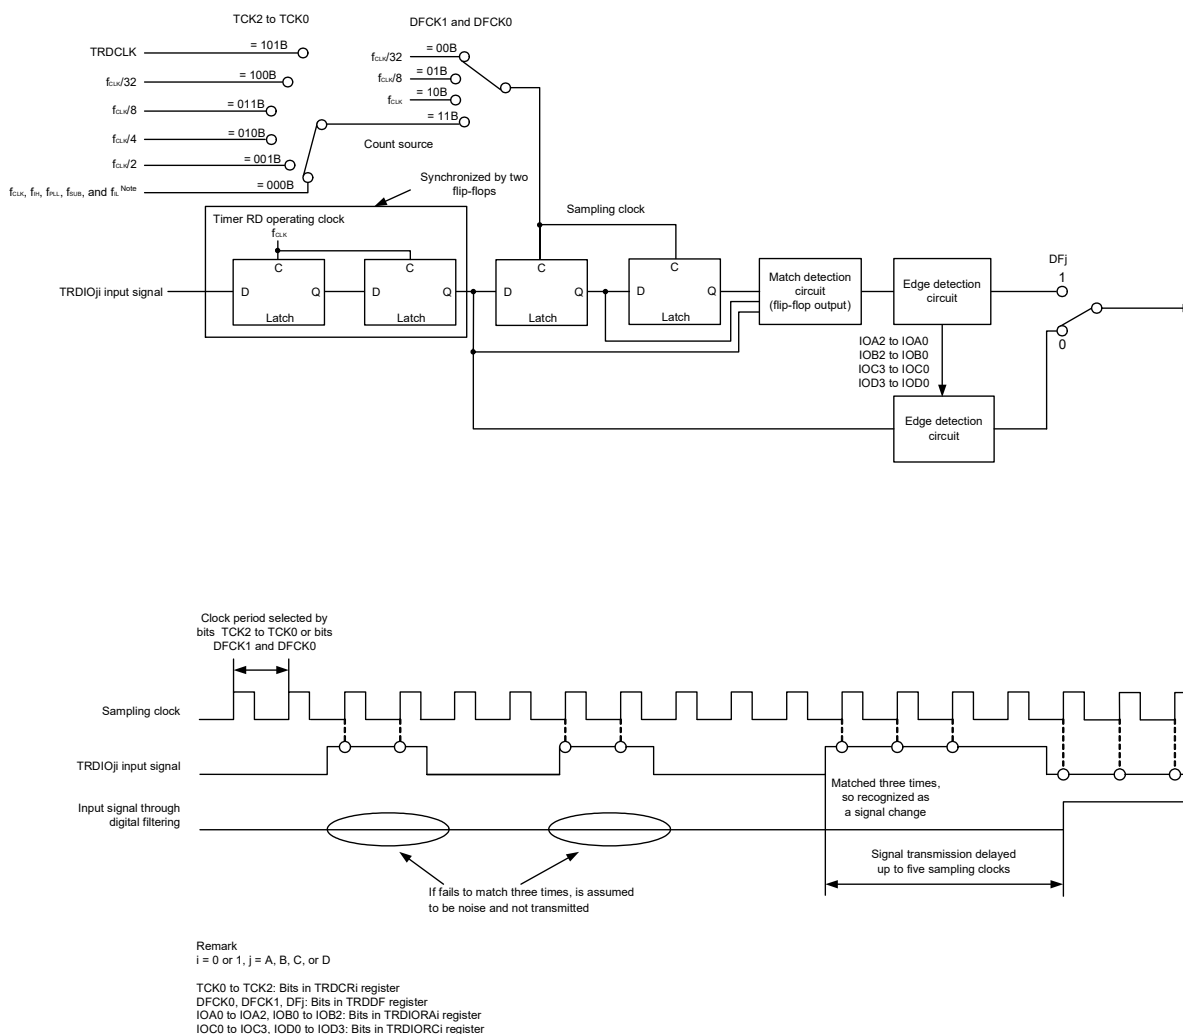 TCK2 to TCK0
DFCK1 and DFCK0
TRDCLK
= 101B
fCLK/32
= 100B
fCLK/8
= 011B
fCLK/4
= 010B
fCLK/2
= 001B
fCLK, fIH, fPLL, fSUB, and fIL Note
= 000B
fCLK/32
= 00B
fCLK/8
= 01B
fCLK
= 10B
= 11B
Count source
Synchronized by two
flip-flops
Timer RD operating clock
fCLK
Sampling clock
TRDIOji input signal
C
D
Q
Latch
C
D
Q
Latch
C
D
Q
Latch
C
D
Q
Latch
Match detection
circuit
(flip-flop output)
Edge detection
circuit
DFj
1
0
IOA2 to IOA0
IOB2 to IOB0
IOC3 to IOC0
IOD3 to IOD0
Edge detection
circuit
Clock period selected by
bits TCK2 to TCK0 or bits
DFCK1 and DFCK0
Sampling clock
TRDIOji input signal
Input signal through
digital filtering
Matched three times,
so recognized as
a signal change
Signal transmission delayed
up to five sampling clocks
If fails to match three times, is assumed
to be noise and not transmitted
Remark
i = 0 or 1, j = A, B, C, or D
TCK0 to TCK2: Bits in TRDCRi register
DFCK0, DFCK1, DFj: Bits in TRDDF register
IOA0 to IOA2, IOB0 to IOB2: Bits in TRDIORAi register
IOC0 to IOC3, IOD0 to IOD3: Bits in TRDIORCi register